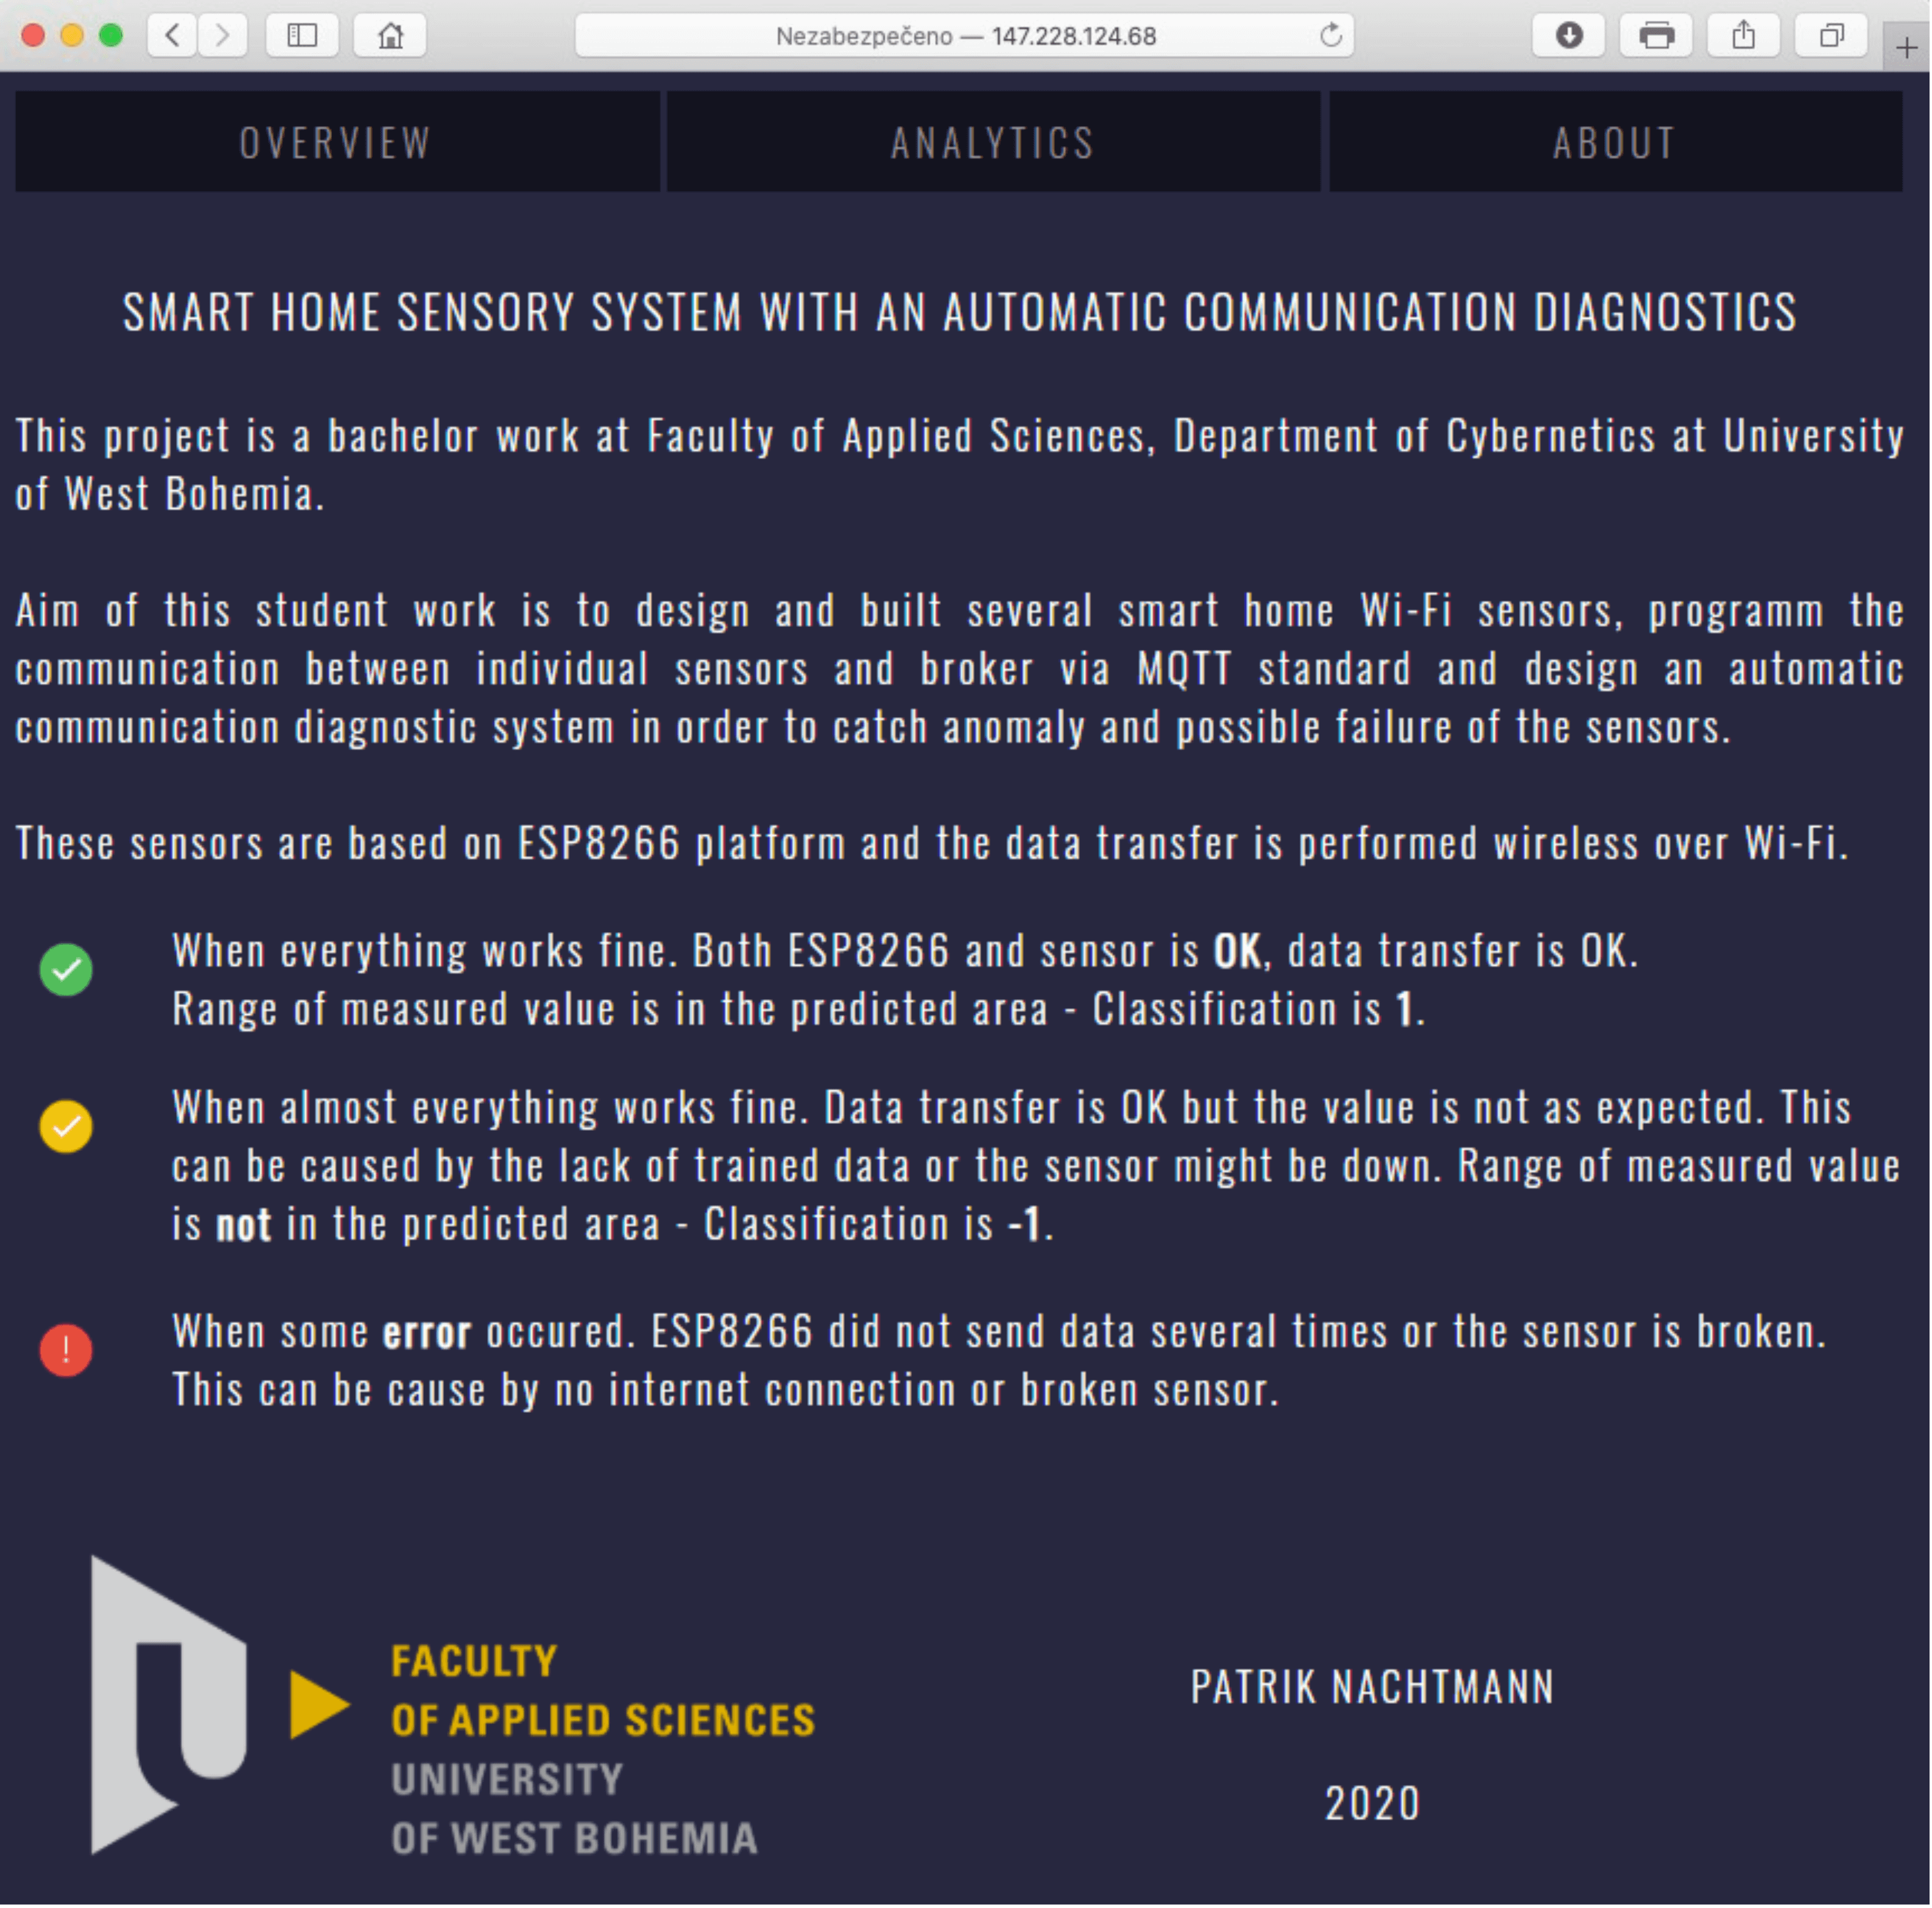 Nezabezpečeno — 147.228.124.68
OVERVIEW
ANALYTICS
ABOUT
SMART HOME SENSORY SYSTEM WITH AN AUTOMATIC COMMUNICATION DIAGNOSTICS
This project is a bachelor work at Faculty of Applied Sciences, Department of Cybernetics at University
of West Bohemia.
Aim of this student work is to design and built several smart home Wi-Fi sensors, programm the
communication between individual sensors and broker via MQTT standard and design an automatic
communication diagnostic system in order to catch anomaly and possible failure of the sensors.
These sensors are based on ESP8266 platform and the data transfer is performed wireless over Wi-Fi.
When everything works fine. Both ESP8266 and sensor is OK, data transfer is OK.
Range of measured value is in the predicted area - Classification is 1.
When almost everything works fine. Data transfer is OK but the value is not as expected. This
can be caused by the lack of trained data or the sensor might be down. Range of measured value
is not in the predicted area - Classification is -1.
When some error occured. ESP8266 did not send data several times or the sensor is broken.
This can be cause by no internet connection or broken sensor.
FACULTY
OF APPLIED SCIENCES
UNIVERSITY
OF WEST BOHEMIA
PATRIK NACHTMANN
2020